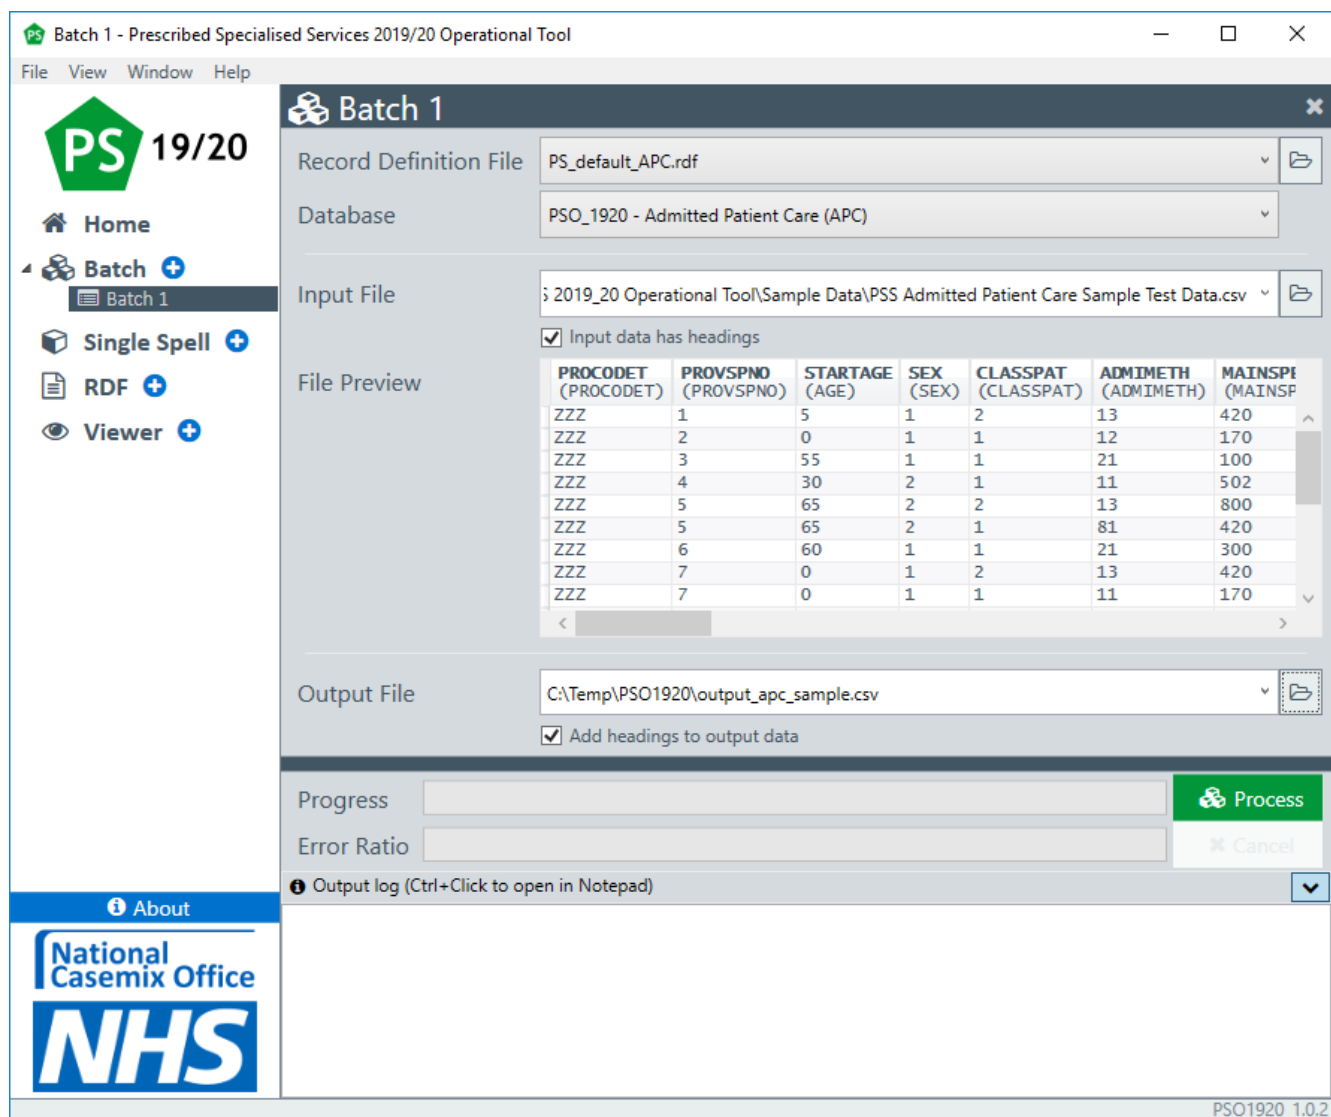 PS Batch 1 - Prescribed Specialised Services 2019/20 Operational Tool
File View Window Help
PS 19/20
Home
Batch
Batch 1
Single Spell
RDF
Viewer
About
National
Casemix Office
NHS
Batch 1
Record Definition File PS_default_APC.rdf
Database PSO_1920 - Admitted Patient Care (APC)
Input File 2019_20 Operational Tool\Sample Data\PSS Admitted Patient Care Sample Test Data.csv
Input data has headings
File Preview
PROCODET PROVSPNO STARTAGE SEX CLASSPAT ADMIMETH MAINSPE
(PROCODET) (PROVSPNO) (AGE) (SEX) (CLASSPAT) (ADMIMETH) (MAINSP
ZZZ 1 5 1 2 13 420
ZZZ 2 0 1 1 12 170
ZZZ 3 55 1 1 21 100
ZZZ 4 30 2 1 11 502
ZZZ 5 65 2 2 13 800
ZZZ 5 65 2 1 81 420
ZZZ 6 60 1 1 21 300
ZZZ 7 0 1 2 13 420
ZZZ 7 0 1 1 11 170
Output File C:\Temp\PSO1920\output_apc_sample.csv
Add headings to output data
Progress Process
Error Ratio Cancel
Output log (Ctrl+Click to open in Notepad)
PSO1920 1.0.2